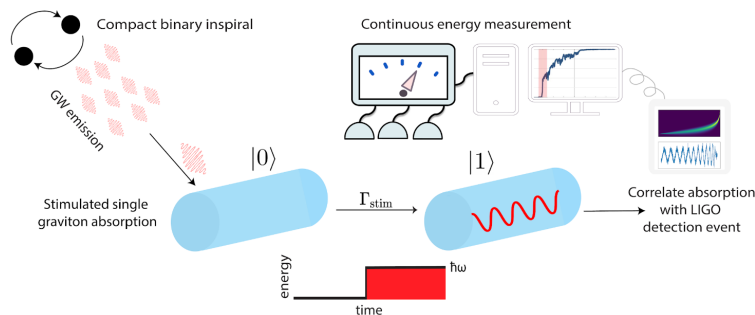 Compact binary inspiral
Continuous energy measurement
GW emission
|0⟩
|1⟩
Stimulated single
graviton absorption
Γstim
Correlate absorption
with LIGO
detection event
energy
ħω
time